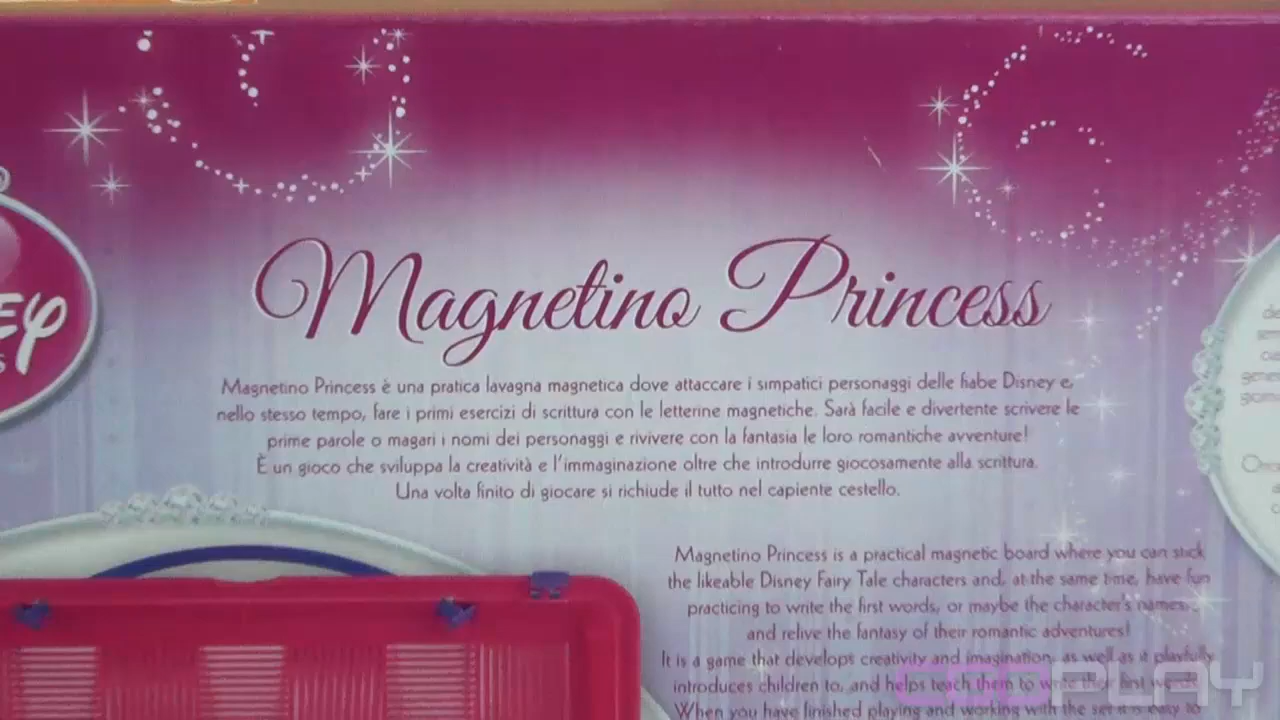 Magnetino Princess
Magnetino Princess è una pratica lavagna magnetica dove attaccare i simpatici personaggi delle fiabe Disney e,
nello stesso tempo, fare i primi esercizi di scrittura con le letterine magnetiche. Sarà facile e divertente scrivere le
prime parole o magari i nomi dei personaggi e rivivere con la fantasia le loro romantiche avventure!
È un gioco che sviluppa la creatività e l'immaginazione oltre che introdurre giocosamente alla scrittura.
Una volta finito di giocare si richiude il tutto nel capiente cestello.
Magnetino Princess is a practical magnetic board where you can stick
the likeable Disney Fairy Tale characters and, at the same time, have fun
practicing to write the first words, or maybe the character's names...
and relive the fantasy of their romantic adventures!
It is a game that develops creativity and imagination, as well as it playfully
introduces children to, and helps teach them to write their first words.
When you have finished playing and working with the set it is easy to